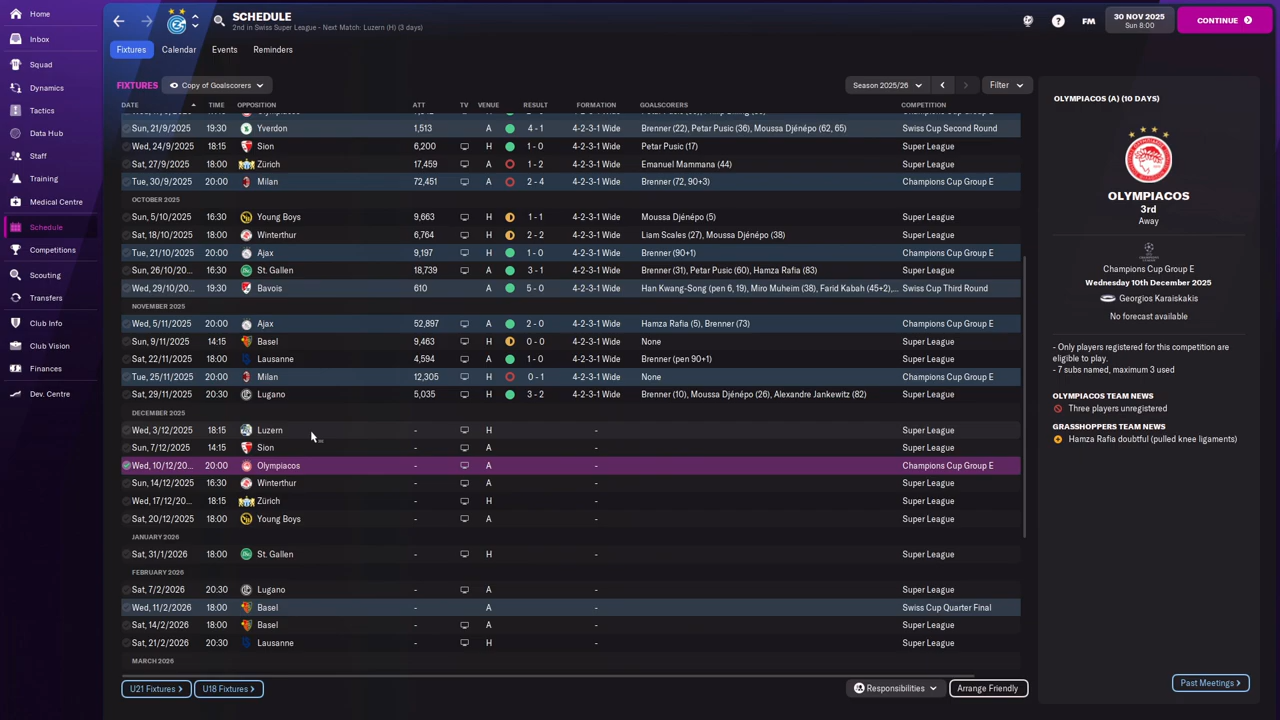 Home
Inbox
Squad
Dynamics
Tactics
Data Hub
Staff
Training
Medical Centre
Schedule
Competitions
Scouting
Transfers
Club Info
Club Vision
Finances
Dev. Centre
SCHEDULE
2nd in Swiss Super League - Next Match: Luzern (H) (3 days)
FM
30 NOV 2025
Sun 8:00
CONTINUE
Fixtures Calendar Events Reminders
FIXTURES Copy of Goalscorers Season 2025/26 Filter
DATE TIME OPPOSITION ATT TV VENUE RESULT FORMATION GOALSCORERS COMPETITION
Sun, 21/9/2025 19:30 Yverdon 1,513 A 4 - 1 4-2-3-1 Wide Brenner (22), Petar Pusic (36), Moussa Djénépo (62, 65) Swiss Cup Second Round
Wed, 24/9/2025 18:15 Sion 6,200 H 1 - 0 4-2-3-1 Wide Petar Pusic (17) Super League
Sat, 27/9/2025 18:00 Zürich 17,459 A 1 - 2 4-2-3-1 Wide Emanuel Mammana (44) Super League
Tue, 30/9/2025 20:00 Milan 72,451 A 2 - 4 4-2-3-1 Wide Brenner (72, 90+3) Champions Cup Group E
OCTOBER 2025
Sun, 5/10/2025 16:30 Young Boys 9,663 H 1 - 1 4-2-3-1 Wide Moussa Djénépo (5) Super League
Sat, 18/10/2025 18:00 Winterthur 6,764 H 2 - 2 4-2-3-1 Wide Liam Scales (27), Moussa Djénépo (38) Super League
Tue, 21/10/2025 20:00 Ajax 9,197 H 1 - 0 4-2-3-1 Wide Brenner (90+1) Champions Cup Group E
Sun, 26/10/20... 16:30 St. Gallen 18,739 A 3 - 1 4-2-3-1 Wide Brenner (31), Petar Pusic (60), Hamza Rafia (83) Super League
Wed, 29/10/20... 19:30 Bavois 610 A 5 - 0 4-2-3-1 Wide Han Kwang-Song (pen 6, 19), Miro Muheim (38), Farid Kabah (45+2),... Swiss Cup Third Round
NOVEMBER 2025
Wed, 5/11/2025 20:00 Ajax 52,897 A 2 - 0 4-2-3-1 Wide Hamza Rafia (5), Brenner (73) Champions Cup Group E
Sun, 9/11/2025 14:15 Basel 9,463 H 0 - 0 4-2-3-1 Wide None Super League
Sat, 22/11/2025 18:00 Lausanne 4,594 A 1 - 0 4-2-3-1 Wide Brenner (pen 90+1) Super League
Tue, 25/11/2025 20:00 Milan 12,305 H 0 - 1 4-2-3-1 Wide None Champions Cup Group E
Sat, 29/11/2025 20:30 Lugano 5,035 H 3 - 2 4-2-3-1 Wide Brenner (10), Moussa Djénépo (26), Alexandre Jankewitz (82) Super League
DECEMBER 2025
Wed, 3/12/2025 18:15 Luzern - H - Super League
Sun, 7/12/2025 14:15 Sion - A - Super League
Wed, 10/12/20... 20:00 Olympiacos - A - Champions Cup Group E
Sun, 14/12/2025 16:30 Winterthur - A - Super League
Wed, 17/12/20... 18:15 Zürich - H - Super League
Sat, 20/12/2025 18:00 Young Boys - A - Super League
JANUARY 2026
Sat, 31/1/2026 18:00 St. Gallen - H - Super League
FEBRUARY 2026
Sat, 7/2/2026 20:30 Lugano - A - Super League
Wed, 11/2/2026 18:00 Basel - A - Swiss Cup Quarter Final
Sat, 14/2/2026 18:00 Basel - A - Super League
Sat, 21/2/2026 20:30 Lausanne - H - Super League
MARCH 2026
U21 Fixtures > U18 Fixtures > Responsibilities Arrange Friendly
OLYMPIACOS (A) (10 DAYS)
OLYMPIACOS
3rd
Away
Champions Cup Group E
Wednesday 10th December 2025
Georgios Karaiskakis
No forecast available
- Only players registered for this competition are
eligible to play.
- 7 subs named, maximum 3 used
OLYMPIACOS TEAM NEWS
Three players unregistered
GRASSHOPPERS TEAM NEWS
Hamza Rafia doubtful (pulled knee ligaments)
Past Meetings >